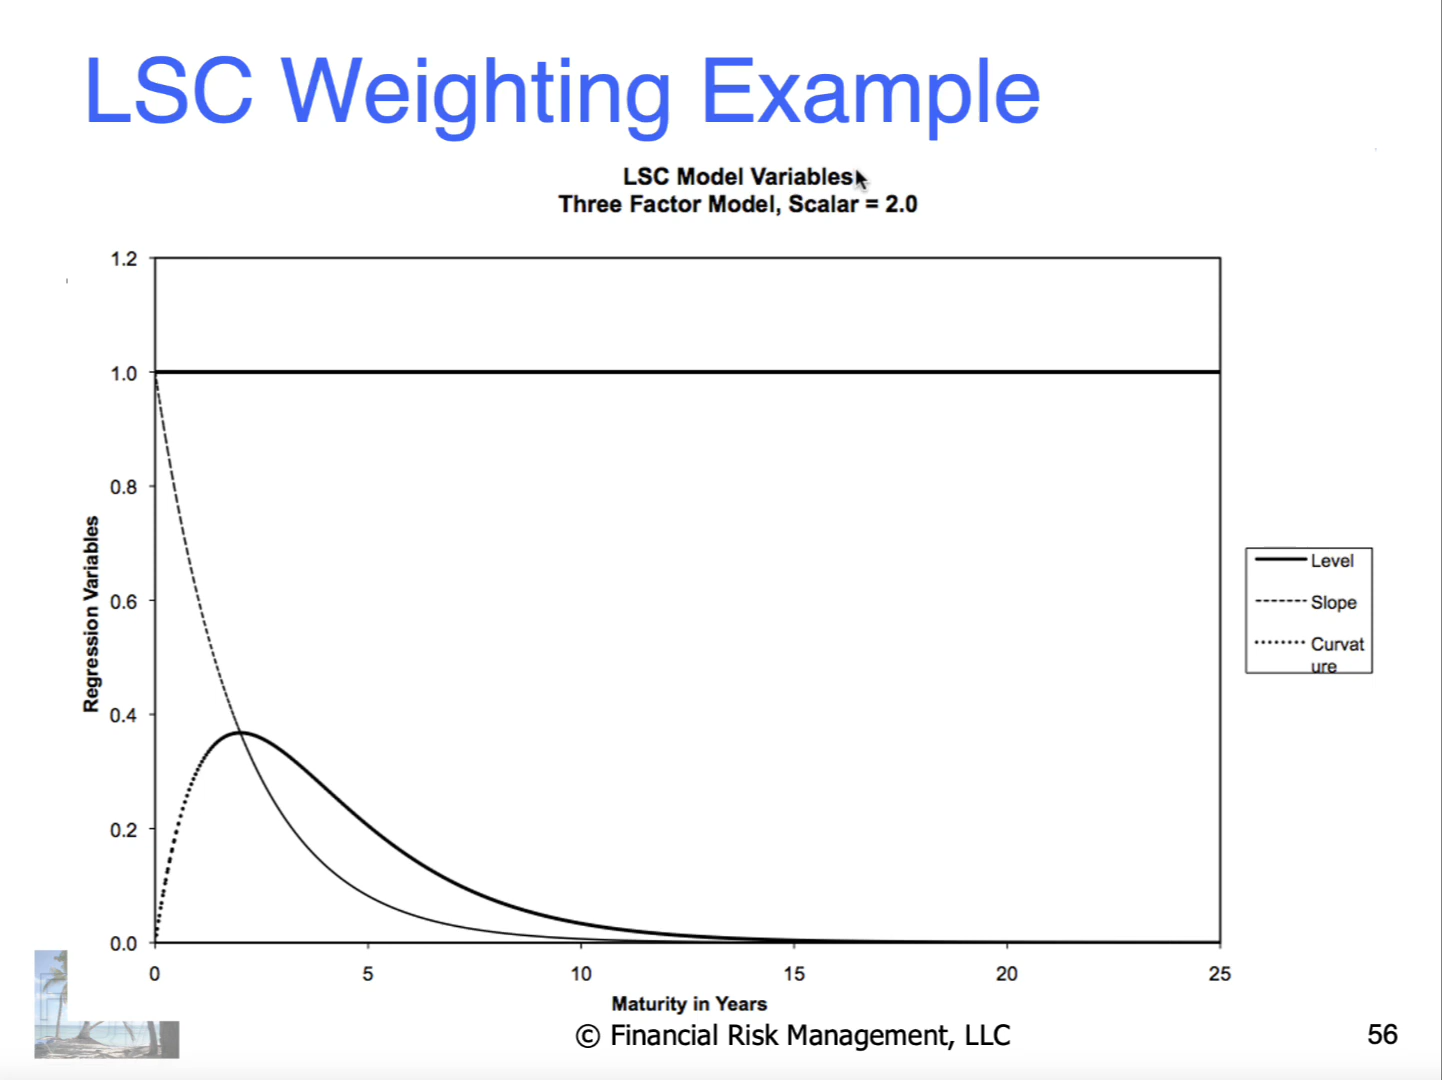 LSC Weighting Example
LSC Model Variables
Three Factor Model, Scalar = 2.0
1.2
1.0
0.8
0.6
0.4
0.2
0.0
Regression Variables
0 5 10 15 20 25
Maturity in Years
Level
Slope
Curvat
ure
© Financial Risk Management, LLC
56